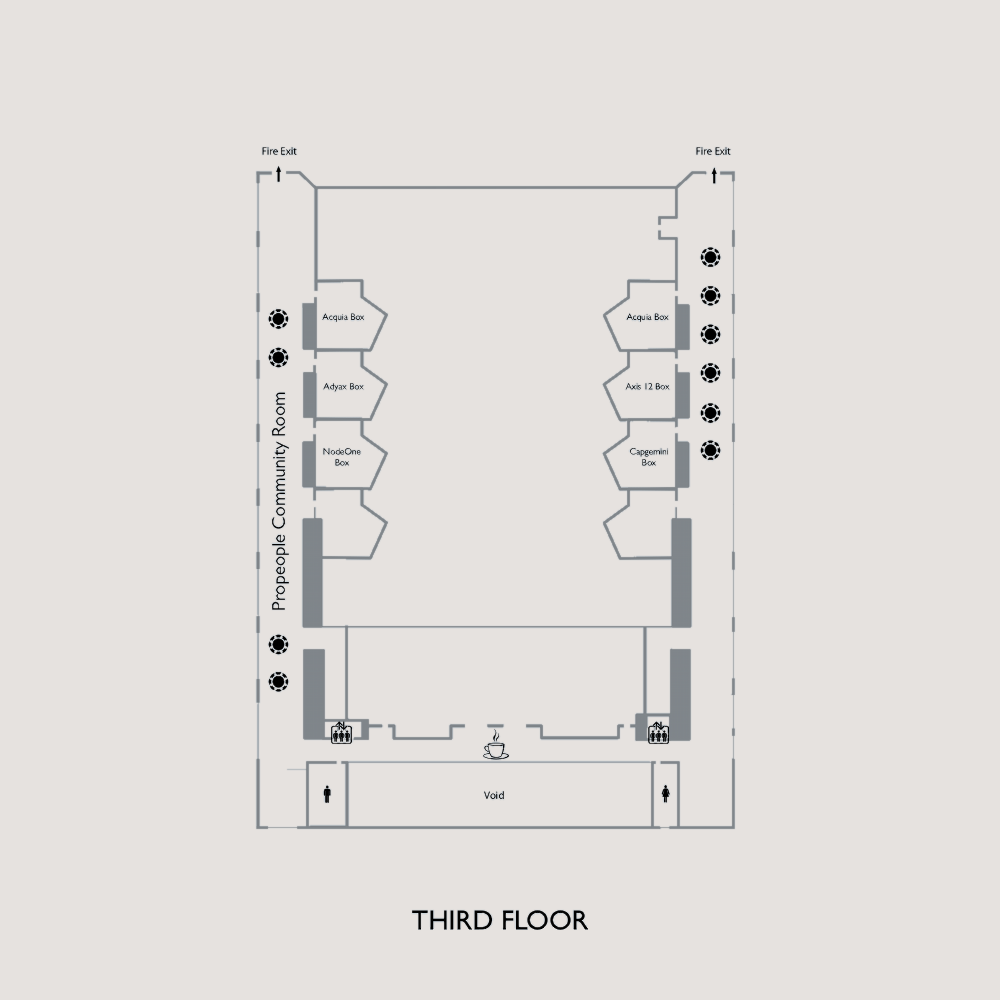 Fire Exit
Fire Exit
Acquia Box
Acquia Box
Adyax Box
Axis 12 Box
NodeOne
Box
Capgemini
Box
Propeople Community Room
Void
THIRD FLOOR